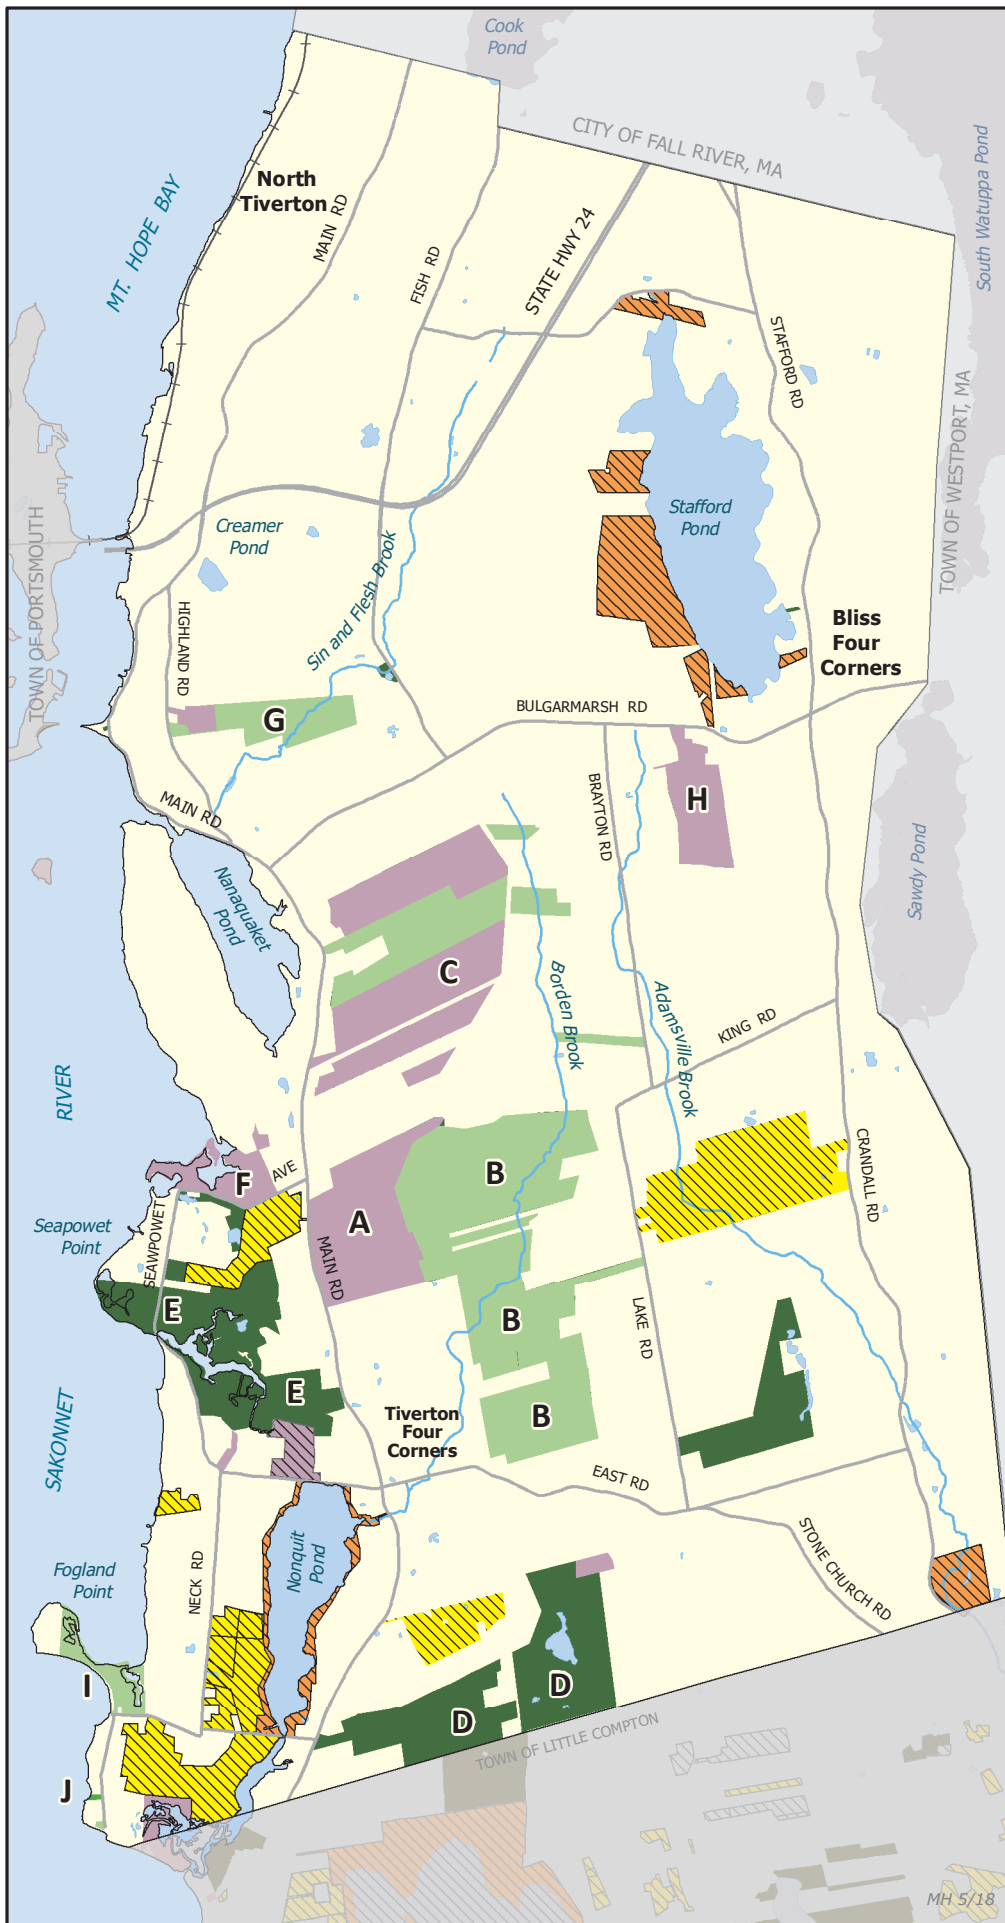 Cook
Pond
CITY OF FALL RIVER, MA
South Watuppa Pond
North
Tiverton
MAIN RD
MT. HOPE BAY
FISH RD
STATE HWY 24
STAFFORD RD
TOWN OF WESTPORT, MA
Creamer
Pond
Stafford
Pond
TOWN OF PORTSMOUTH
Sin and Flesh Brook
HIGHLAND RD
Bliss
Four
Corners
G
BULGARMARSH RD
MAIN RD
BRAYTON RD
H
Nanaquaket
Pond
Sawdy Pond
C
Borden Brook
Adamsville Brook
KING RD
RIVER
F
AVE
B
A
CRANDALL RD
Seapowet
Point
SEAWPOWET
MAIN RD
E
B
LAKE RD
E
Tiverton
Four
Corners
B
SAKONNET
EAST RD
STONE CHURCH RD
Fogland
Point
NECK RD
Nonquit
Pond
I
D
D
TOWN OF LITTLE COMPTON
J
MH 5/18